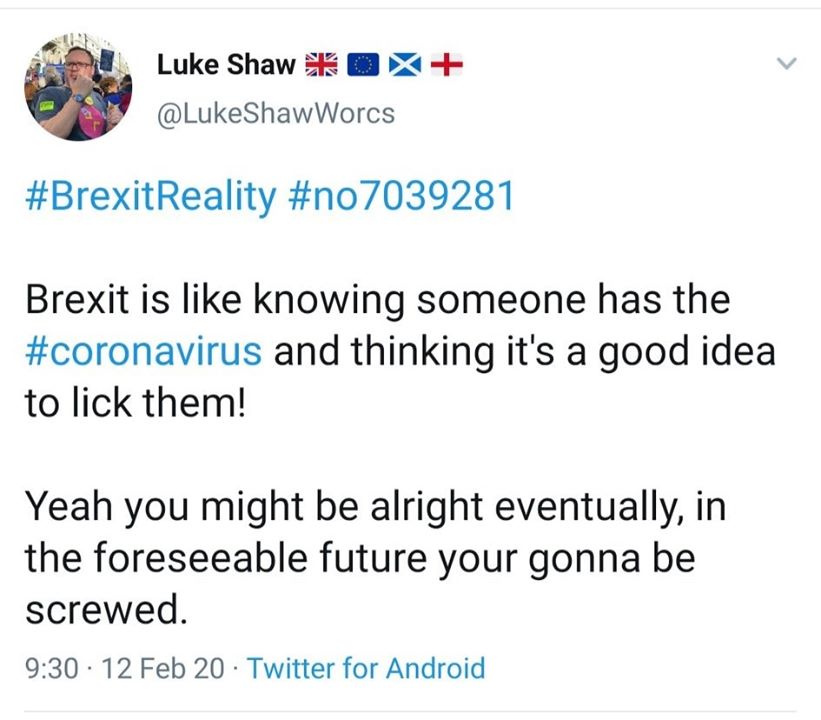 Luke Shaw 🇬🇧 🇪🇺 🏴󠁧󠁢󠁳󠁣󠁴󠁿 🏴󠁧󠁢󠁥󠁮󠁧󠁿
@LukeShawWorcs
#BrexitReality #no7039281
Brexit is like knowing someone has the
#coronavirus and thinking it's a good idea
to lick them!
Yeah you might be alright eventually, in
the foreseeable future your gonna be
screwed.
9:30 · 12 Feb 20 · Twitter for Android